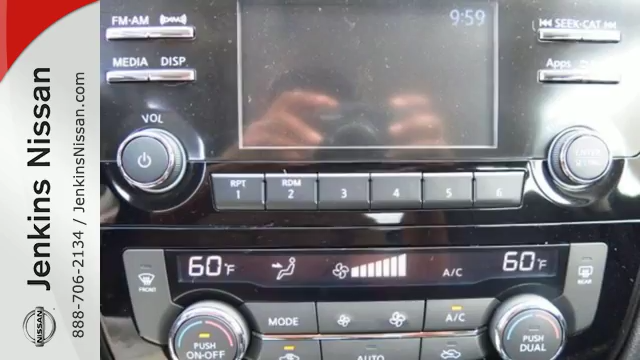 Jenkins Nissan
888-706-2134 / JenkinsNissan.com
NISSAN
FM·AM
9:59
SEEK·CAT
MEDIA DISP
Apps
VOL
ENTER
RPT RDM
1 2 3 4 5 6
60°F A/C 60°F
FRONT
REAR
MODE A/C
PUSH ON-OFF
PUSH DUAL
AUTO